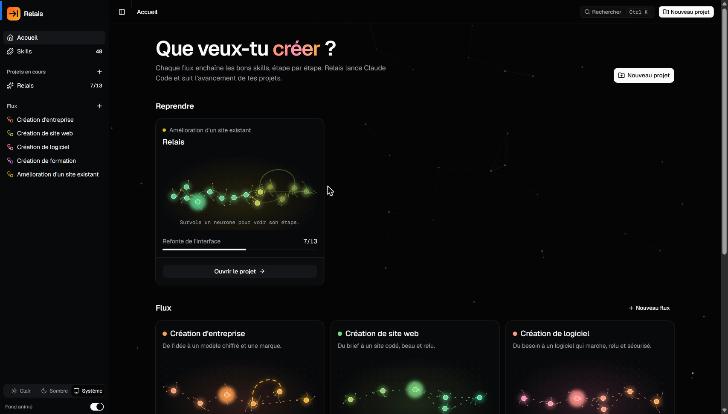 Relais
Accueil
Rechercher Ctrl K
Nouveau projet
Accueil
Skills 48
Projets en cours
Relais 7/13
Flux
Création d'entreprise
Création de site web
Création de logiciel
Création de formation
Amélioration d'un site existant
Clair Sombre Système
Fond animé
Que veux-tu créer ?
Chaque flux enchaîne les bons skills, étape par étape. Relais lance Claude
Code et suit l'avancement de tes projets.
Nouveau projet
Reprendre
Amélioration d'un site existant
Relais
Survole un neurone pour voir son étape.
Refonte de l'interface 7/13
Ouvrir le projet →
Flux
+ Nouveau flux
Création d'entreprise
De l'idée à un modèle chiffré et une marque.
Création de site web
Du brief à un site codé, beau et relu.
Création de logiciel
Du besoin à un logiciel qui marche, relu et sécurisé.